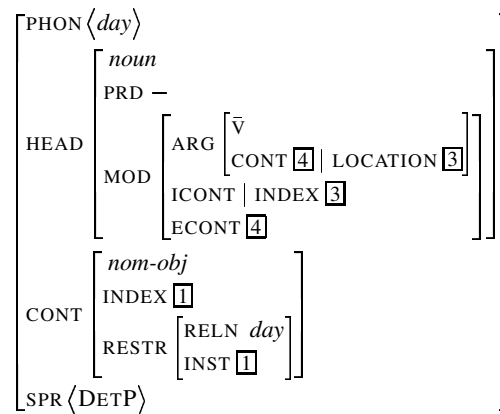 PHON ⟨day⟩
noun
PRD −
HEAD
MOD
ARG
V̄
CONT 4 | LOCATION 3
ICONT | INDEX 3
ECONT 4
CONT
nom-obj
INDEX 1
RESTR
RELN day
INST 1
SPR ⟨DETP⟩